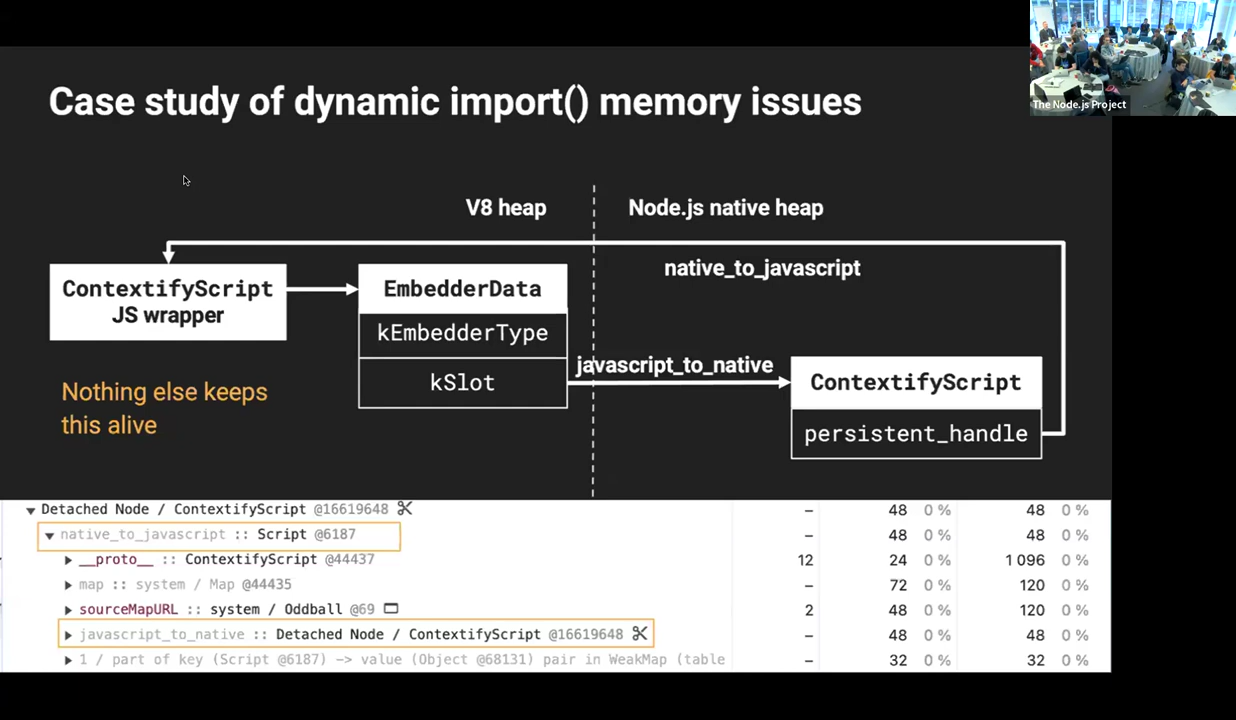 The Node.js Project
Case study of dynamic import() memory issues
V8 heap
Node.js native heap
native_to_javascript
ContextifyScript
JS wrapper
EmbedderData
kEmbedderType
kSlot
javascript_to_native
ContextifyScript
persistent_handle
Nothing else keeps
this alive
Detached Node / ContextifyScript @16619648 – 48 0 % 48 0 %
native_to_javascript :: Script @6187 – 48 0 % 48 0 %
__proto__ :: ContextifyScript @44437 12 24 0 % 1 096 0 %
map :: system / Map @44435 – 72 0 % 120 0 %
sourceMapURL :: system / Oddball @69 2 48 0 % 120 0 %
javascript_to_native :: Detached Node / ContextifyScript @16619648 – 48 0 % 48 0 %
1 / part of key (Script @6187) -> value (Object @68131) pair in WeakMap (table – 32 0 % 32 0 %